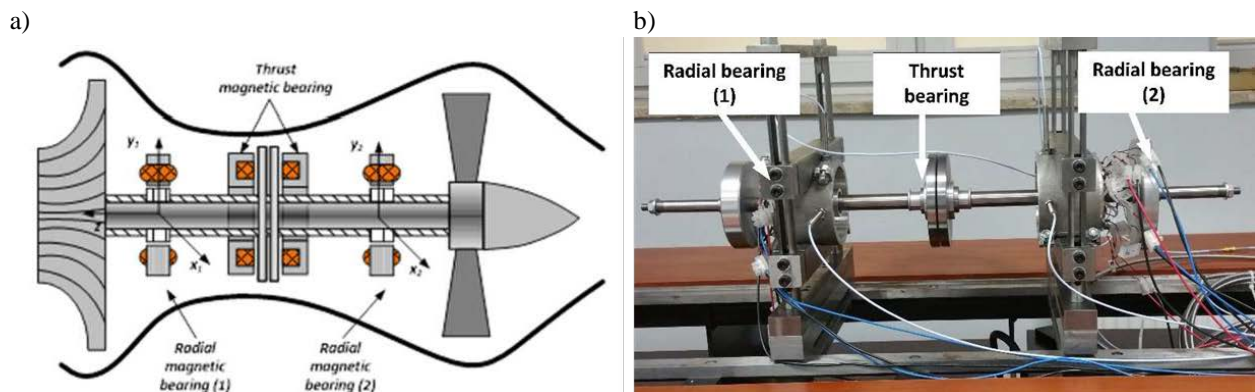 a)
b)
Thrust
magnetic bearing
y₁
y₂
z
x₁
x₂
Radial
magnetic
bearing (1)
Radial
magnetic
bearing (2)
Radial bearing
(1)
Thrust
bearing
Radial bearing
(2)